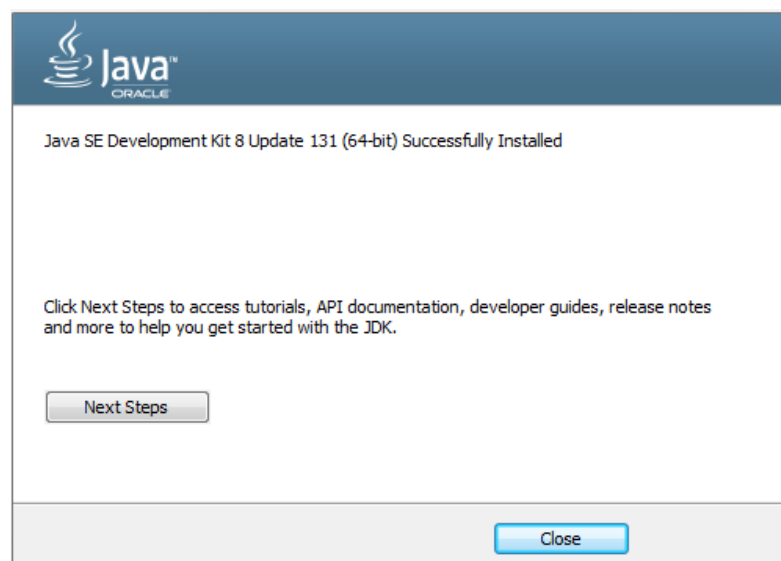 Java™
ORACLE
Java SE Development Kit 8 Update 131 (64-bit) Successfully Installed
Click Next Steps to access tutorials, API documentation, developer guides, release notes
and more to help you get started with the JDK.
Next Steps
Close